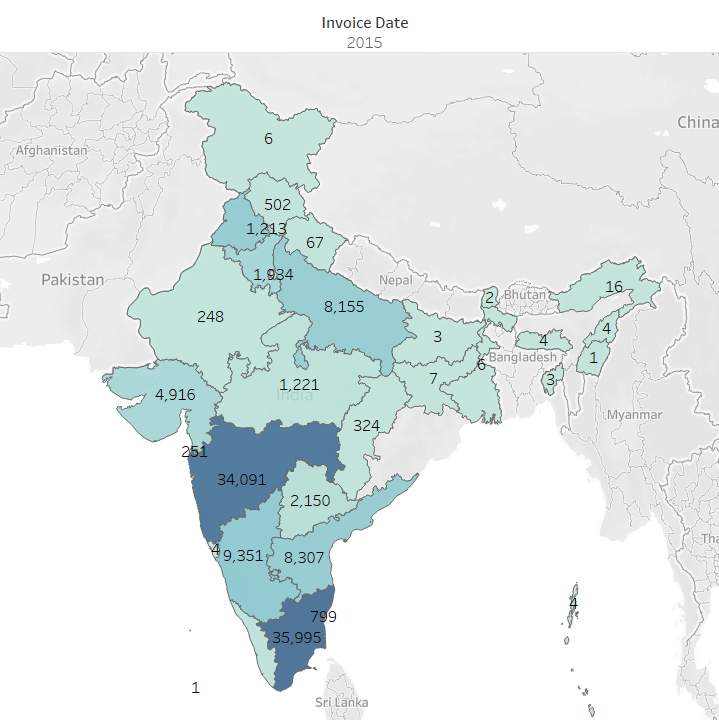 Invoice Date
2015
China
6
Afghanistan
502
1,213
67
Pakistan
1,934
Nepal
16
2
Bhutan
8,155
248
3
4
4
Bangladesh
1
6
7
3
1,221
India
4,916
Myanmar
324
251
34,091
2,150
Tha
4
9,351
8,307
4
799
35,995
1
Sri Lanka